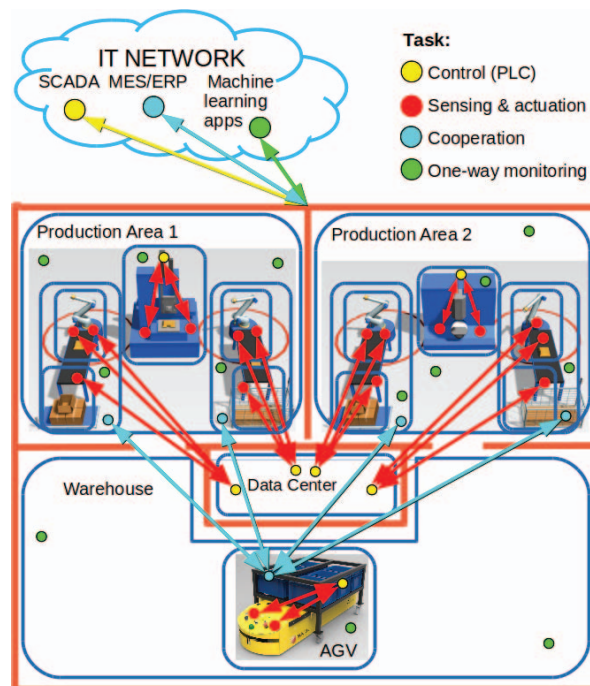 IT NETWORK
SCADA MES/ERP Machine
learning
apps
Task:
Control (PLC)
Sensing & actuation
Cooperation
One-way monitoring
Production Area 1
Production Area 2
Data Center
Warehouse
AGV